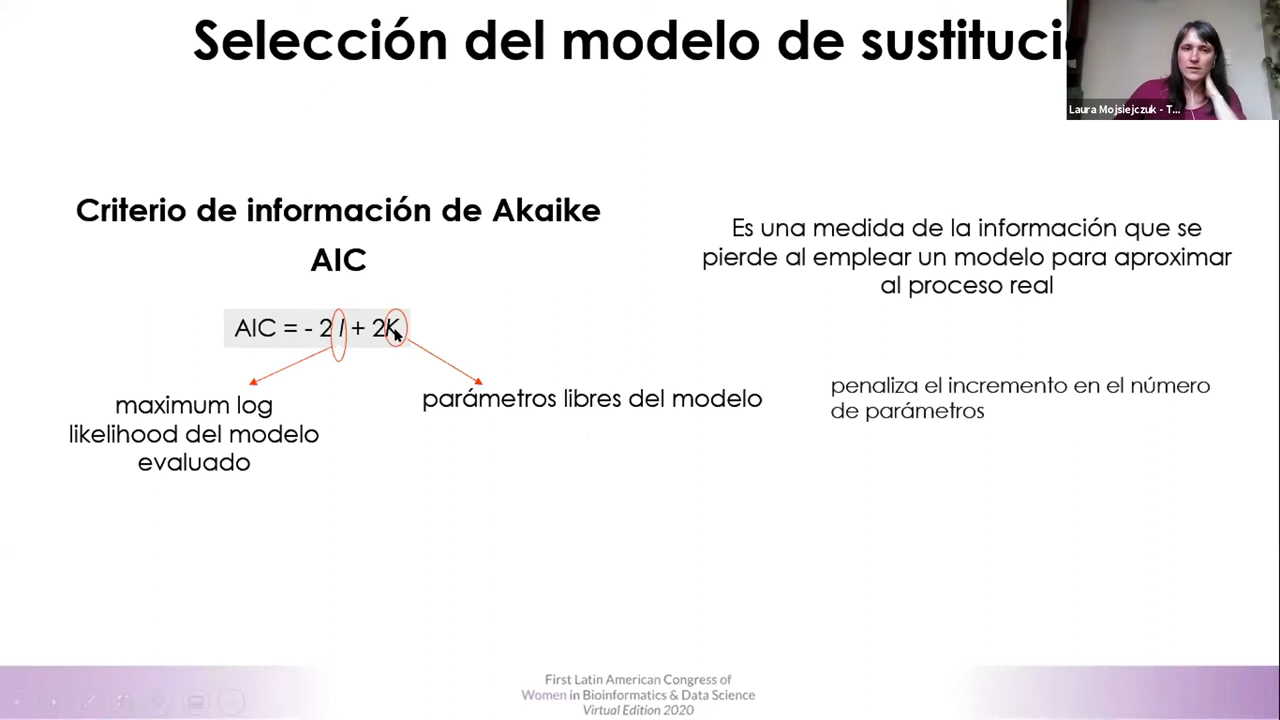 Selección del modelo de sustituci
Laura Mojsiejczuk - T...
Criterio de información de Akaike
AIC
AIC = - 2 l + 2K
maximum log
likelihood del modelo
evaluado
parámetros libres del modelo
Es una medida de la información que se
pierde al emplear un modelo para aproximar
al proceso real
penaliza el incremento en el número
de parámetros
First Latin American Congress of
Women in Bioinformatics & Data Science
Virtual Edition 2020